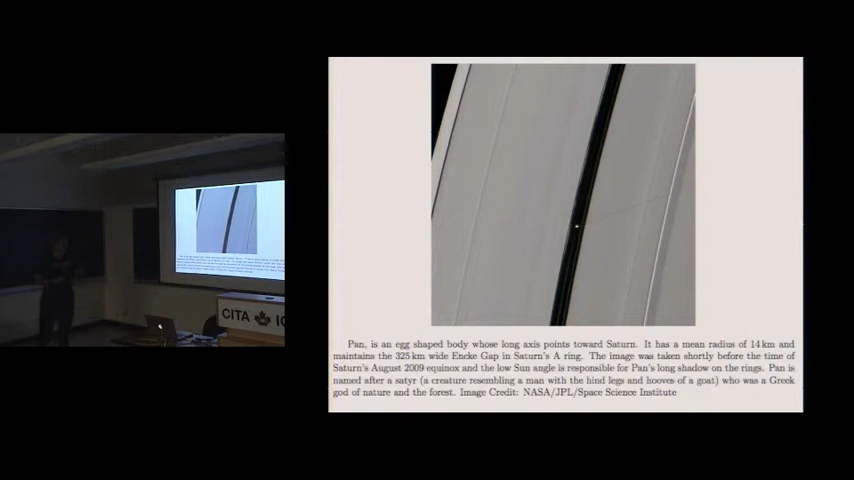 Pan, is an egg shaped body whose long axis points toward Saturn. It has a mean radius of 14 km and
maintains the 325 km wide Encke Gap in Saturn's A ring. The image was taken shortly before the time of
Saturn's August 2009 equinox and the low Sun angle is responsible for Pan's long shadow on the rings. Pan is
named after a satyr (a creature resembling a man with the hind legs and hooves of a goat) who was a Greek
god of nature and the forest. Image Credit: NASA/JPL/Space Science Institute
CITA IC